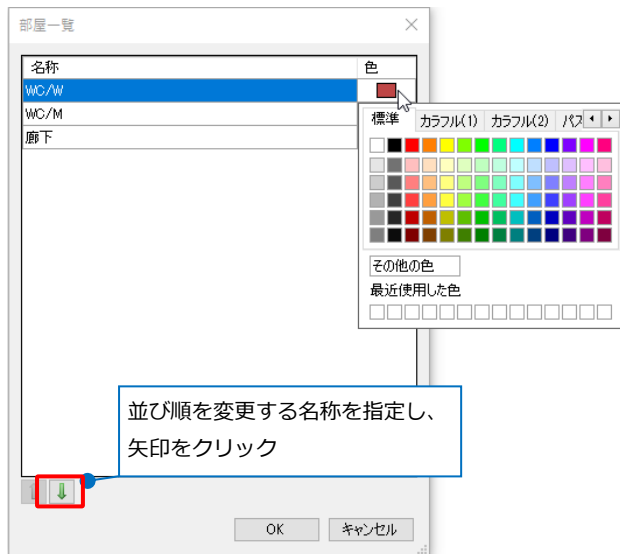 部屋一覧
名称 色
WC/W
WC/M
廊下
標準 カラフル(1) カラフル(2) パス
その他の色
最近使用した色
並び順を変更する名称を指定し、
矢印をクリック
OK キャンセル